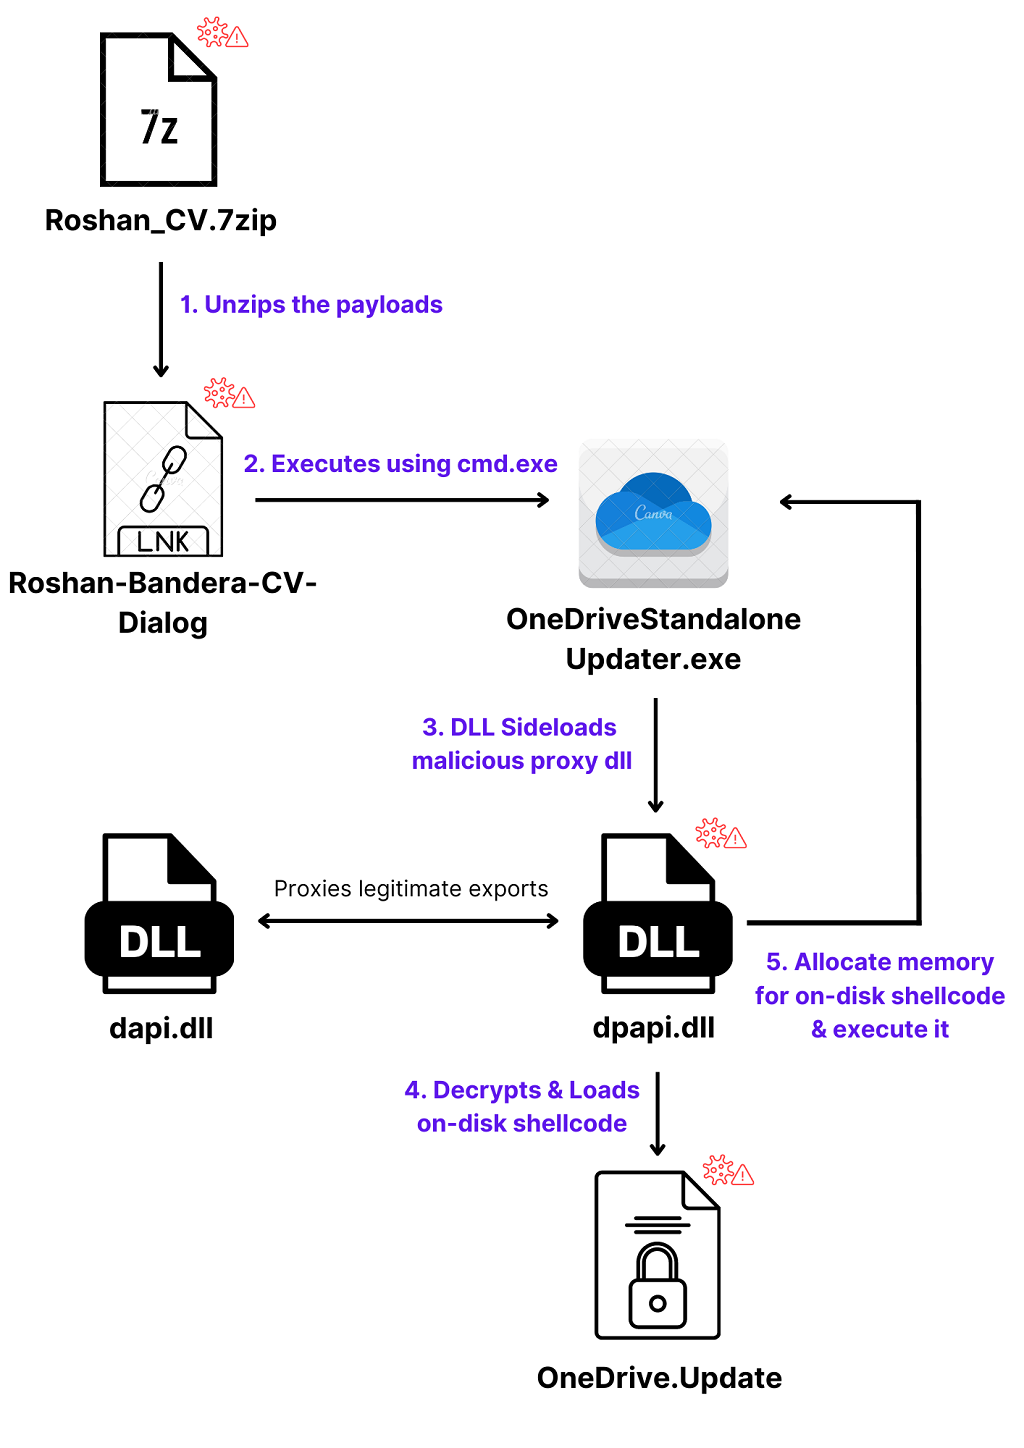 7z
Roshan_CV.7zip
1. Unzips the payloads
LNK
Roshan-Bandera-CV-
Dialog
2. Executes using cmd.exe
Canva
OneDriveStandalone
Updater.exe
3. DLL Sideloads
malicious proxy dll
DLL
dapi.dll
Proxies legitimate exports
DLL
dpapi.dll
5. Allocate memory
for on-disk shellcode
& execute it
4. Decrypts & Loads
on-disk shellcode
OneDrive.Update